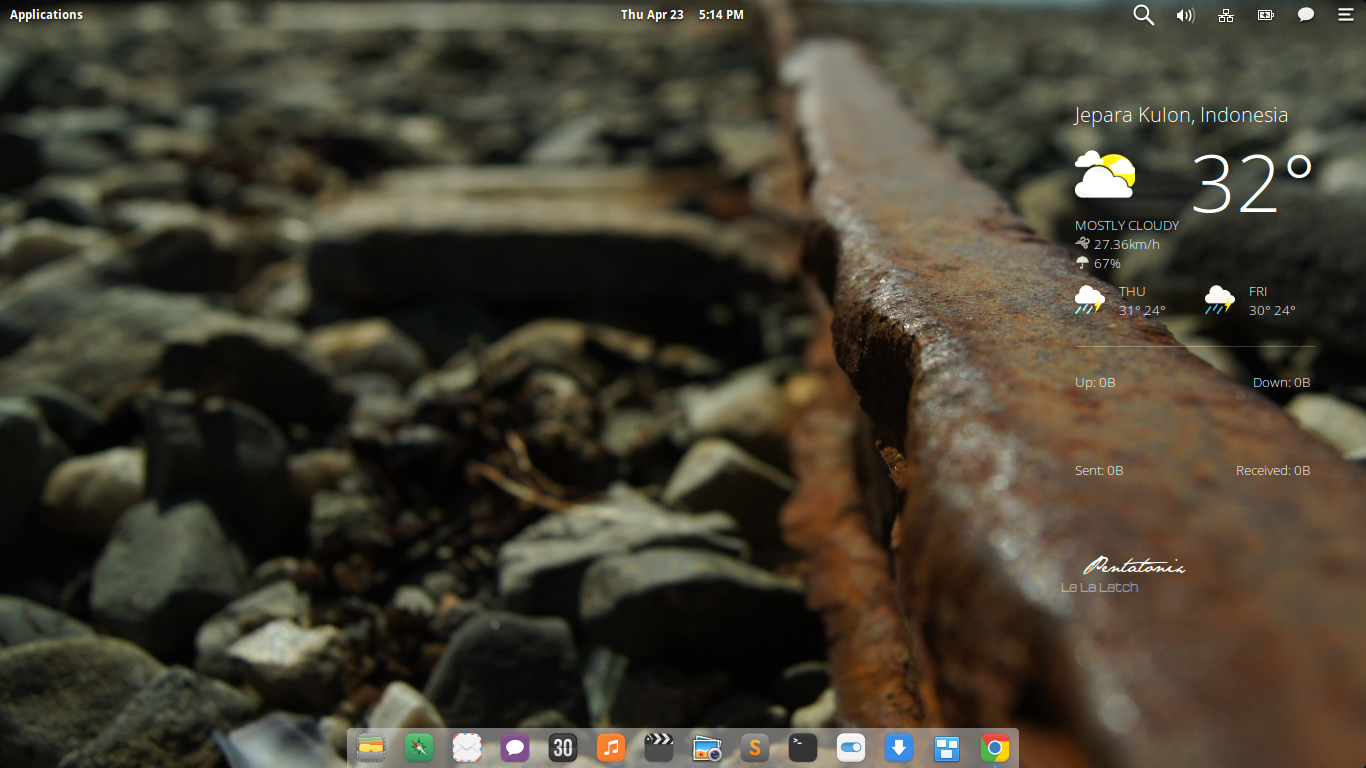 Applications
Thu Apr 23 5:14 PM
Jepara Kulon, Indonesia
32°
MOSTLY CLOUDY
27.36km/h
67%
THU
31° 24°
FRI
30° 24°
Up: 0B
Down: 0B
Sent: 0B
Received: 0B
Pentatonix
La La Latch
30
S
>_